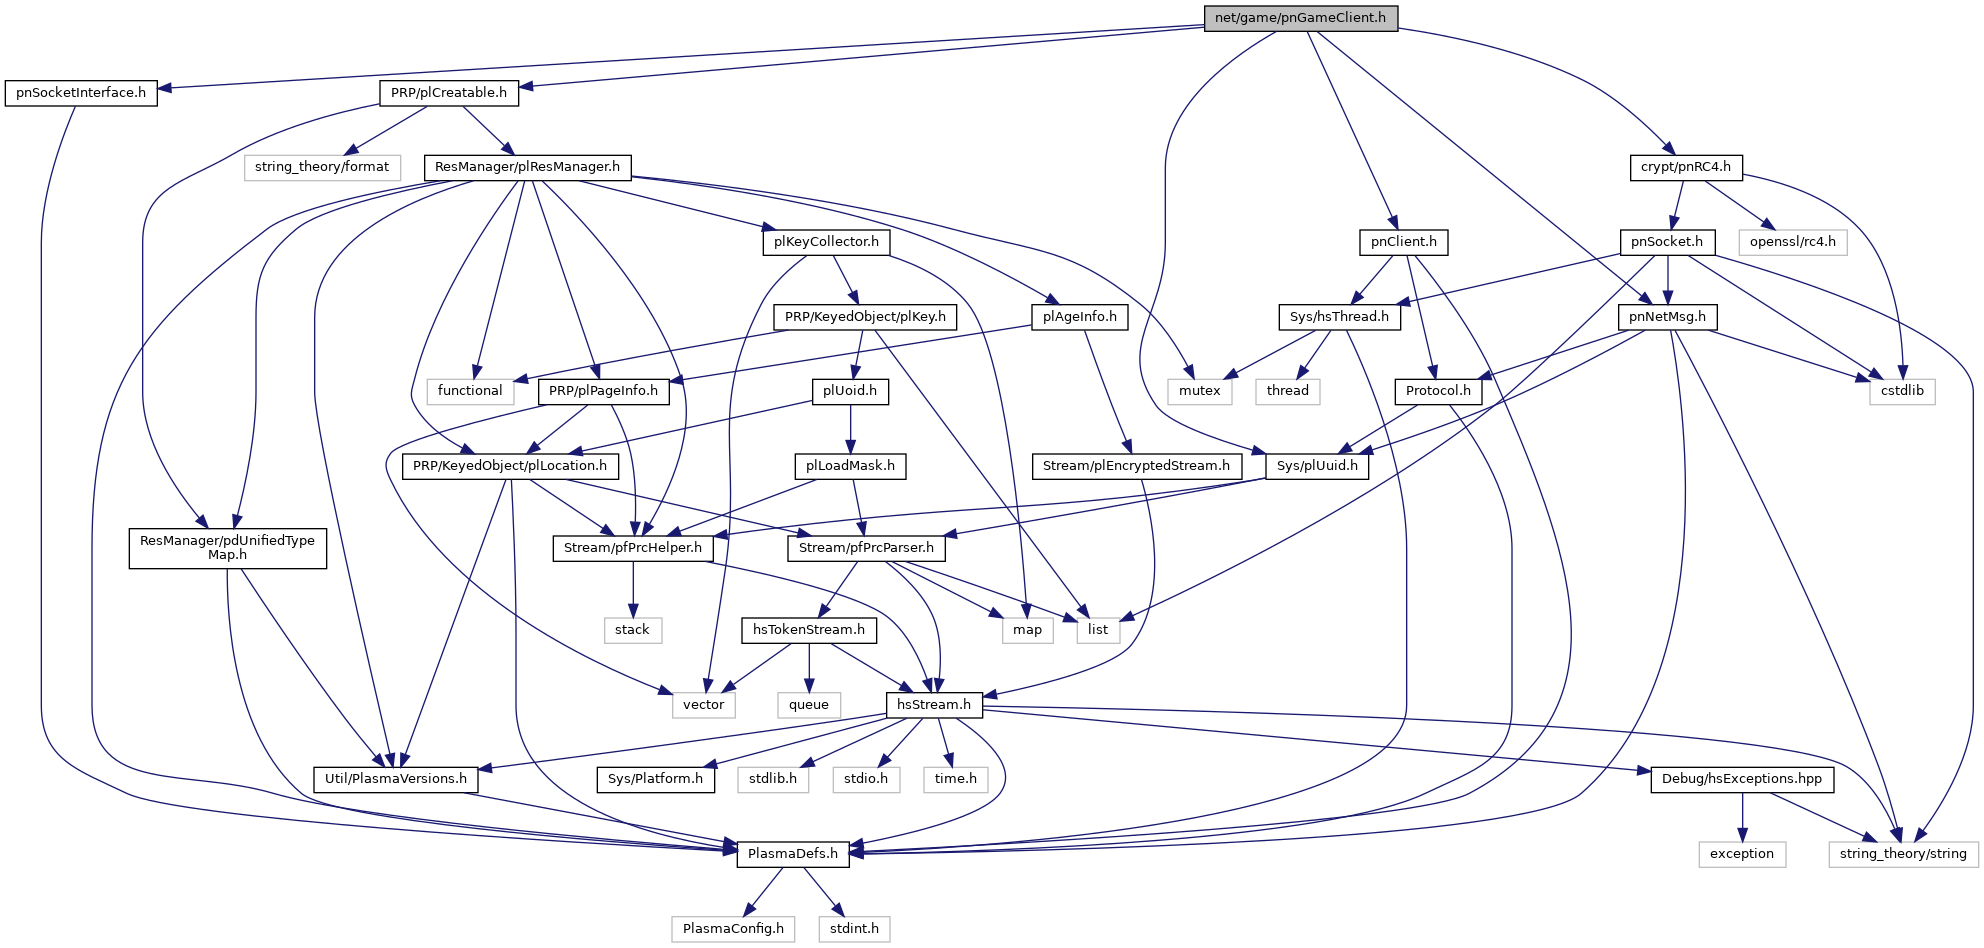 net/game/pnGameClient.h
pnSocketInterface.h
PRP/plCreatable.h
string_theory/format
ResManager/plResManager.h
crypt/pnRC4.h
plKeyCollector.h
pnClient.h
pnSocket.h
openssl/rc4.h
PRP/KeyedObject/plKey.h
plAgeInfo.h
Sys/hsThread.h
pnNetMsg.h
functional
PRP/plPageInfo.h
plUoid.h
mutex
thread
Protocol.h
cstdlib
PRP/KeyedObject/plLocation.h
plLoadMask.h
Stream/plEncryptedStream.h
Sys/plUuid.h
ResManager/pdUnifiedType
Map.h
Stream/pfPrcHelper.h
Stream/pfPrcParser.h
stack
hsTokenStream.h
map
list
vector
queue
hsStream.h
Util/PlasmaVersions.h
Sys/Platform.h
stdlib.h
stdio.h
time.h
Debug/hsExceptions.hpp
PlasmaDefs.h
exception
string_theory/string
PlasmaConfig.h
stdint.h